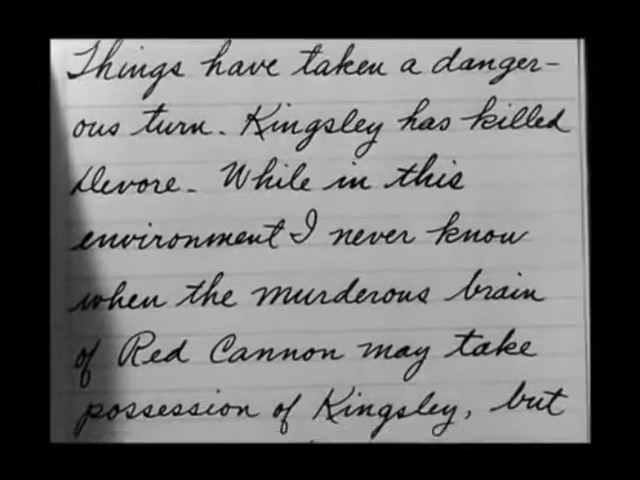 Things have taken a danger-
ous turn. Kingsley has killed
Devore. While in this
environment I never know
when the murderous brain
of Red Cannon may take
possession of Kingsley, but